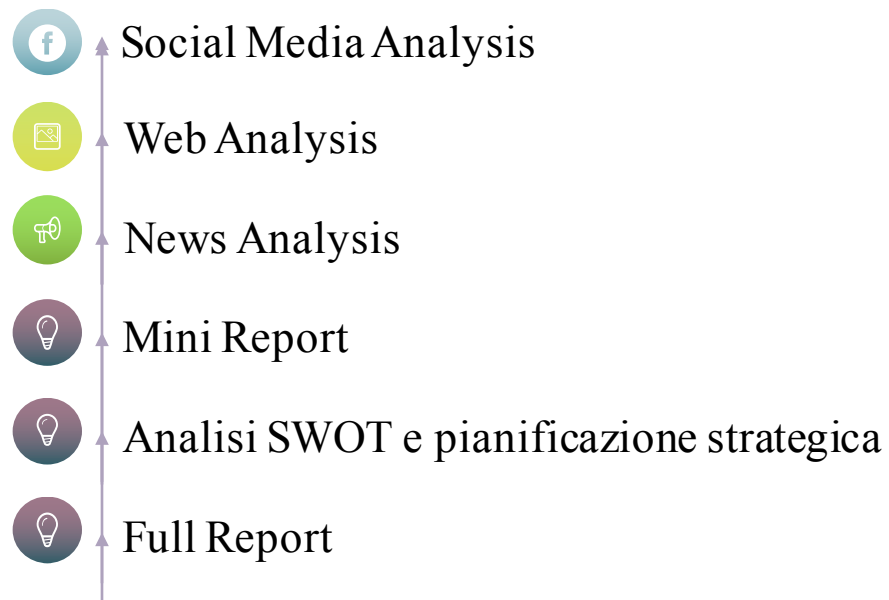 Social Media Analysis
Web Analysis
News Analysis
Mini Report
Analisi SWOT e pianificazione strategica
Full Report